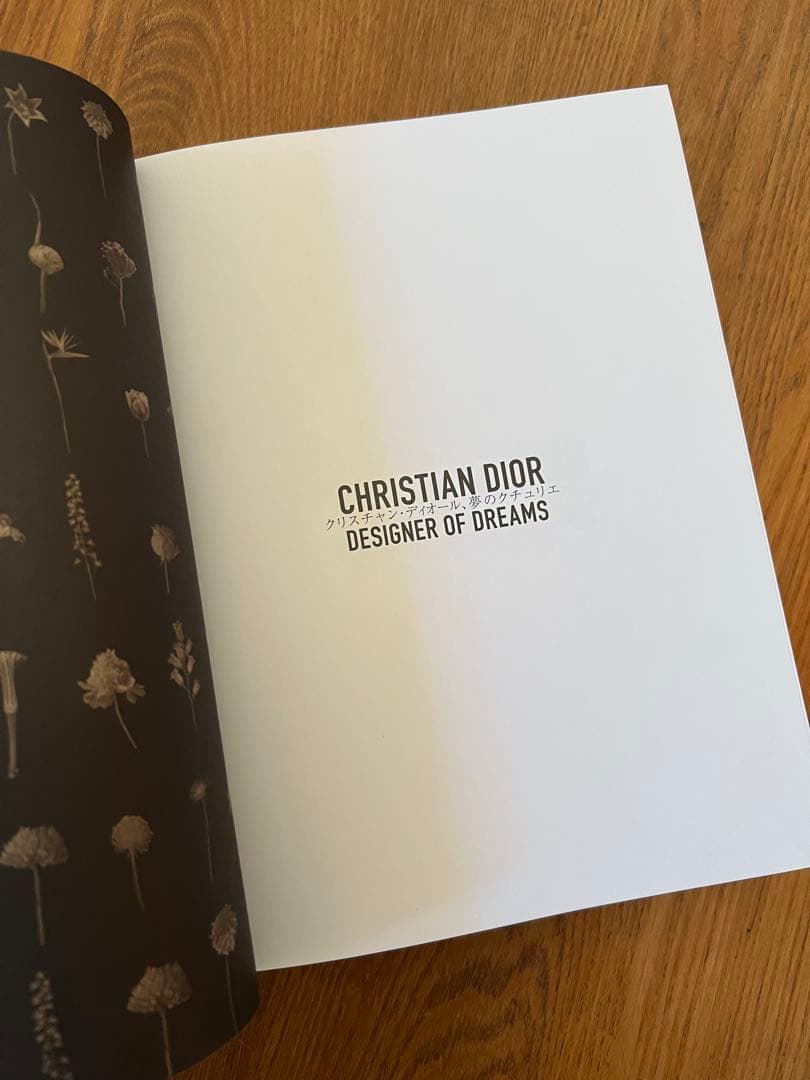 CHRISTIAN DIOR
クリスチャン・ディオール、夢のクチュリエ
DESIGNER OF DREAMS